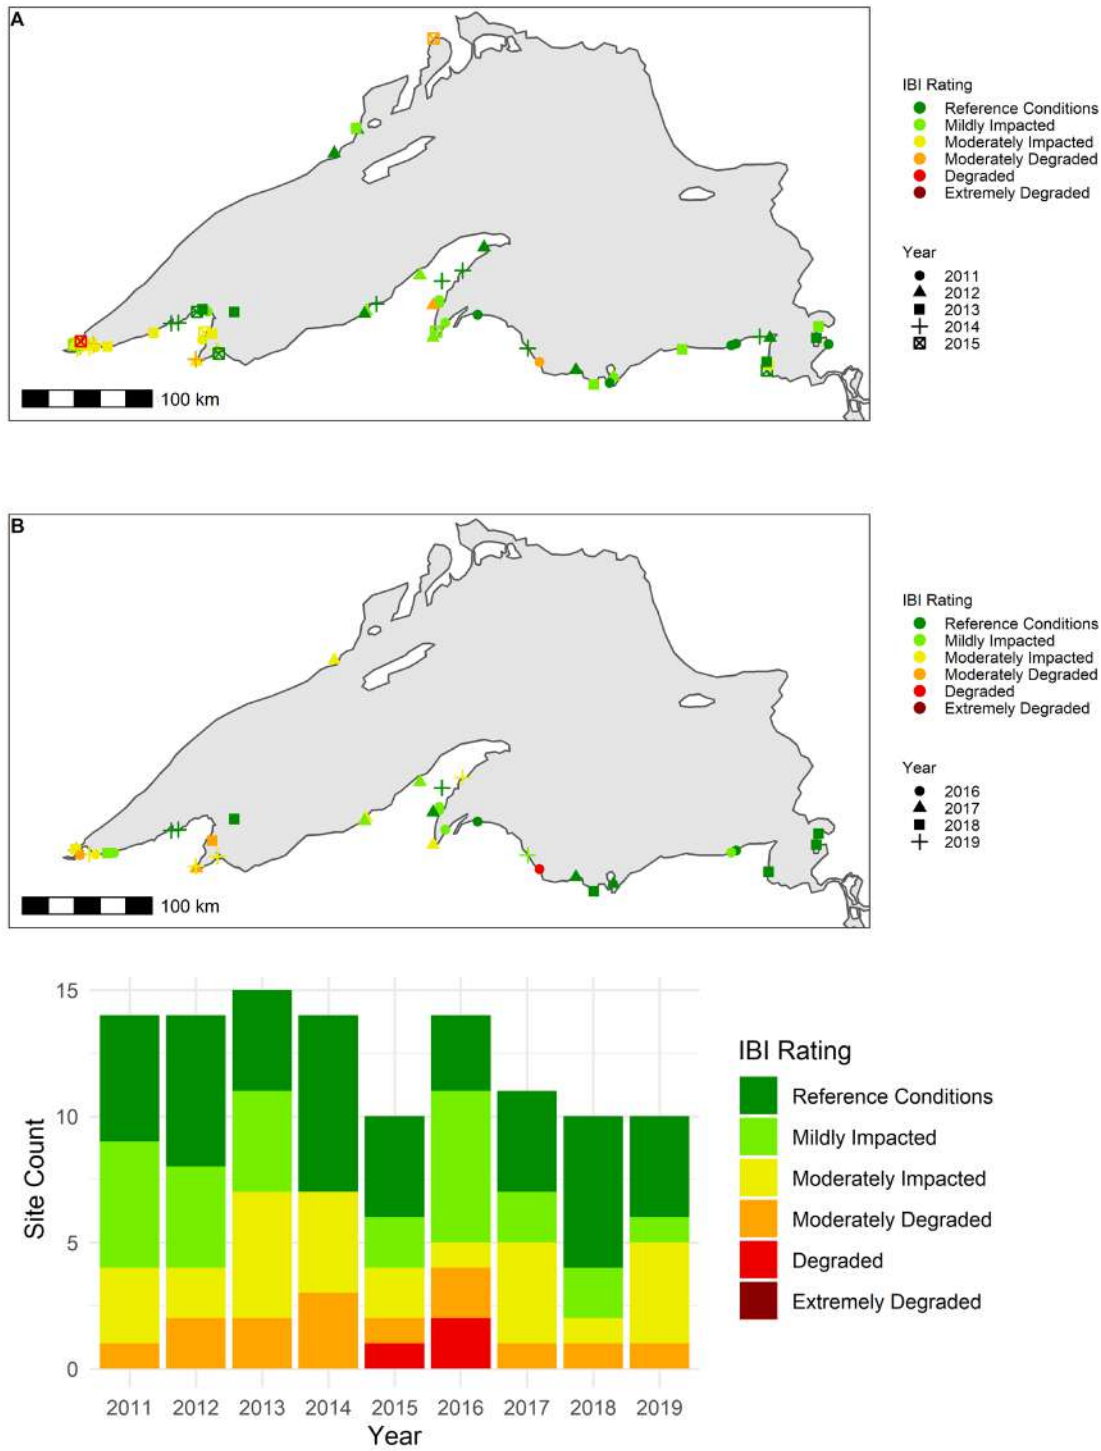 A
IBI Rating
Reference Conditions
Mildly Impacted
Moderately Impacted
Moderately Degraded
Degraded
Extremely Degraded
Year
2011
2012
2013
2014
2015
100 km
B
IBI Rating
Reference Conditions
Mildly Impacted
Moderately Impacted
Moderately Degraded
Degraded
Extremely Degraded
Year
2016
2017
2018
2019
100 km
15
10
5
0
Site Count
2011 2012 2013 2014 2015 2016 2017 2018 2019
Year
IBI Rating
Reference Conditions
Mildly Impacted
Moderately Impacted
Moderately Degraded
Degraded
Extremely Degraded